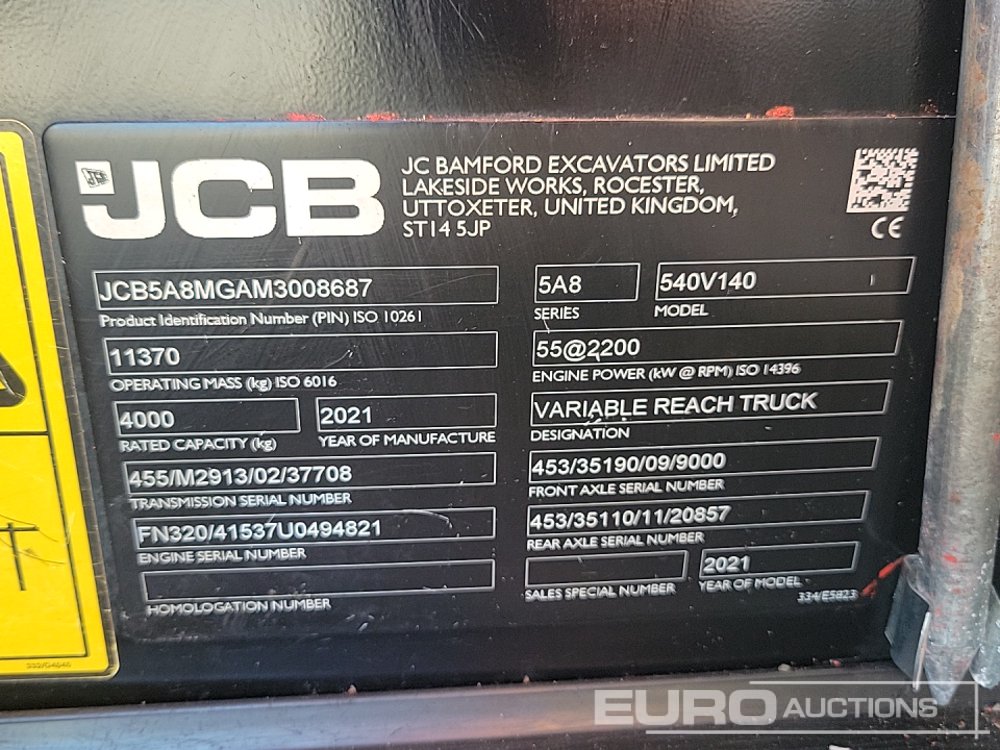 JCB
JC BAMFORD EXCAVATORS LIMITED
LAKESIDE WORKS, ROCESTER,
UTTOXETER, UNITED KINGDOM,
ST14 5JP
CE
JCB5A8MGAM3008687
Product Identification Number (PIN) ISO 10261
5A8
SERIES
540V140
MODEL
11370
OPERATING MASS (kg) ISO 6016
55@2200
ENGINE POWER (kW @ RPM) ISO 14396
4000
RATED CAPACITY (kg)
2021
YEAR OF MANUFACTURE
VARIABLE REACH TRUCK
DESIGNATION
455/M2913/02/37708
TRANSMISSION SERIAL NUMBER
453/35190/09/9000
FRONT AXLE SERIAL NUMBER
FN320/41537U0494821
ENGINE SERIAL NUMBER
453/35110/11/20857
REAR AXLE SERIAL NUMBER
HOMOLOGATION NUMBER
SALES SPECIAL NUMBER
2021
YEAR OF MODEL
334/E5823
EURO AUCTIONS